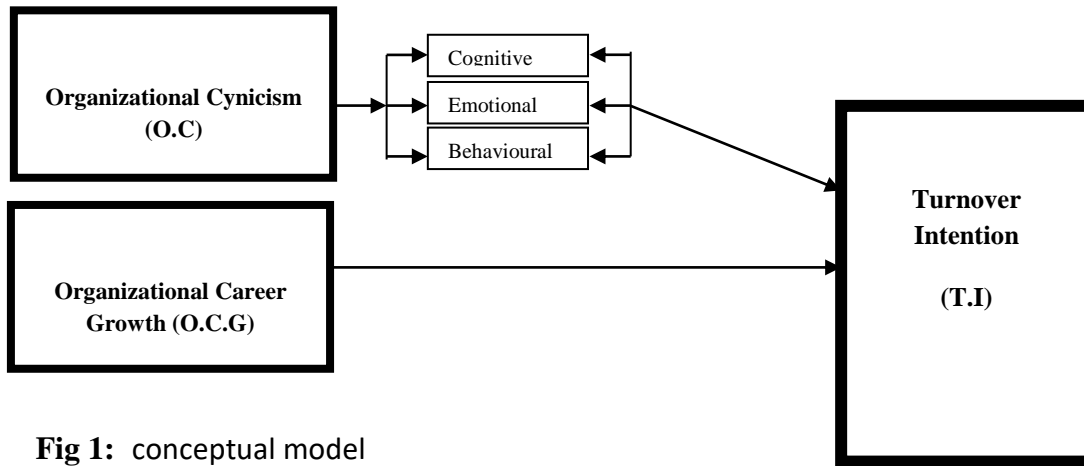 Organizational Cynicism
(O.C)
Cognitive
Emotional
Behavioural
Organizational Career
Growth (O.C.G)
Turnover
Intention
(T.I)
Fig 1: conceptual model